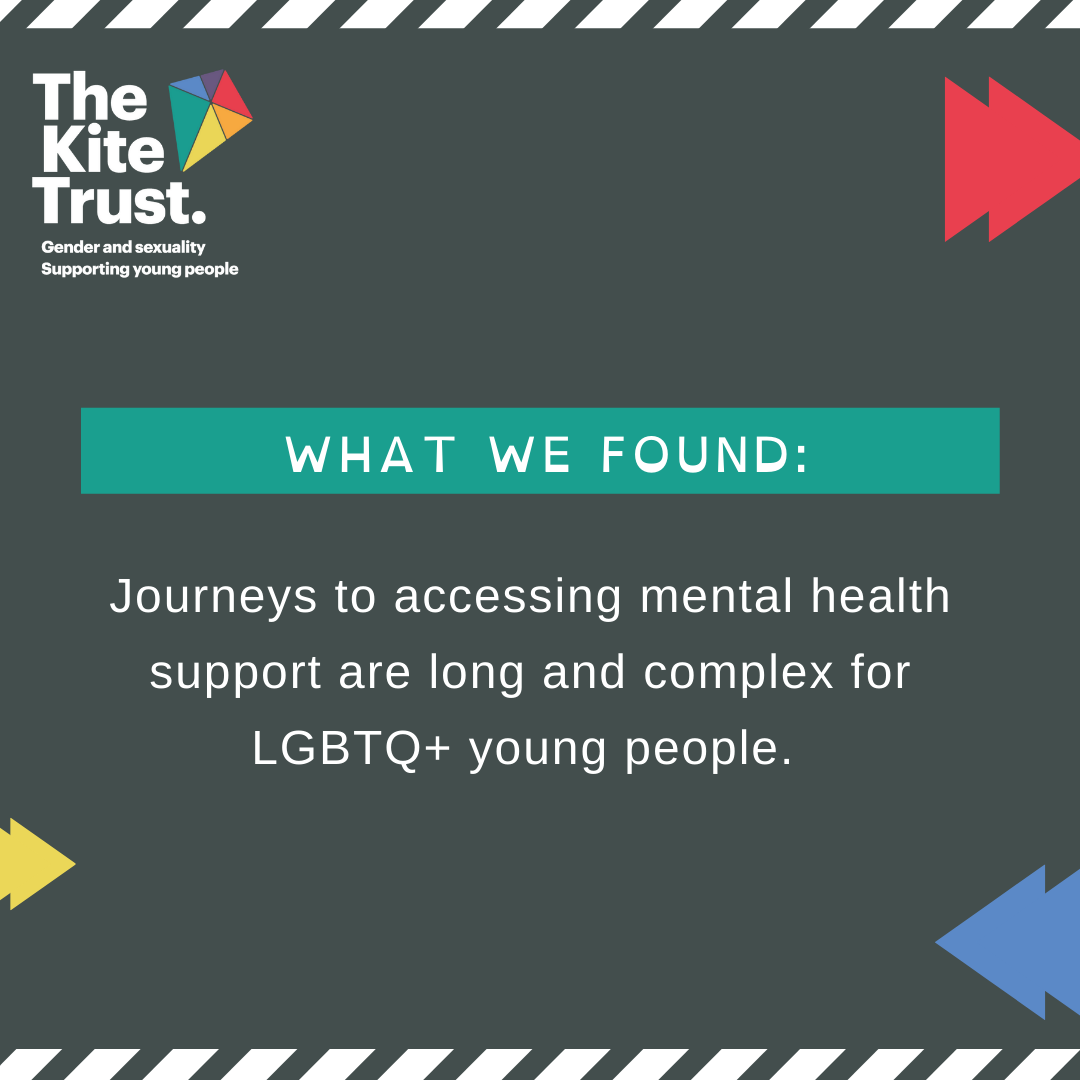 The
Kite
Trust.
Gender and sexuality
Supporting young people
WHAT WE FOUND:
Journeys to accessing mental health
support are long and complex for
LGBTQ+ young people.